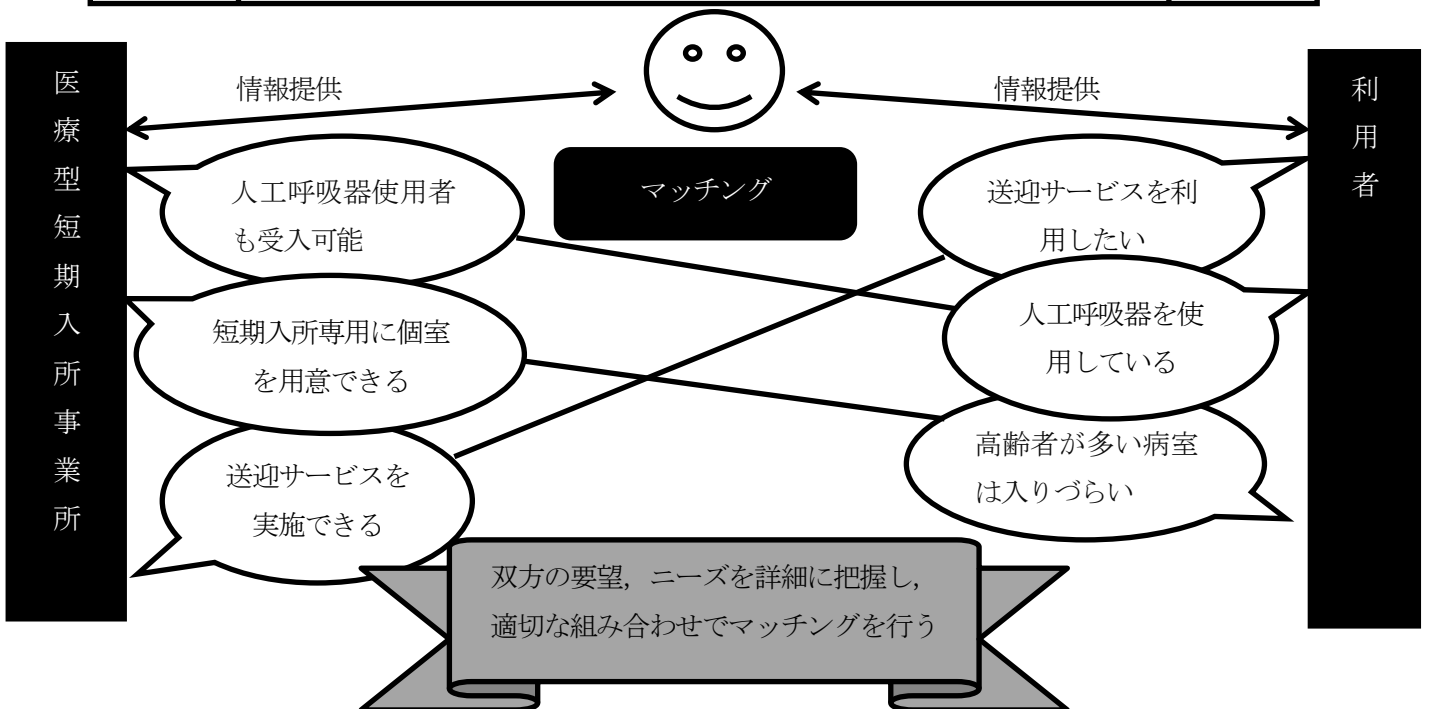 情報提供
情報提供
医療型短期入所事業所
人工呼吸器使用者
も受入可能
短期入所専用に個室
を用意できる
送迎サービスを
実施できる
マッチング
送迎サービスを利
用したい
人工呼吸器を使
用している
高齢者が多い病室
は入りづらい
利用者
双方の要望，ニーズを詳細に把握し，
適切な組み合わせでマッチングを行う